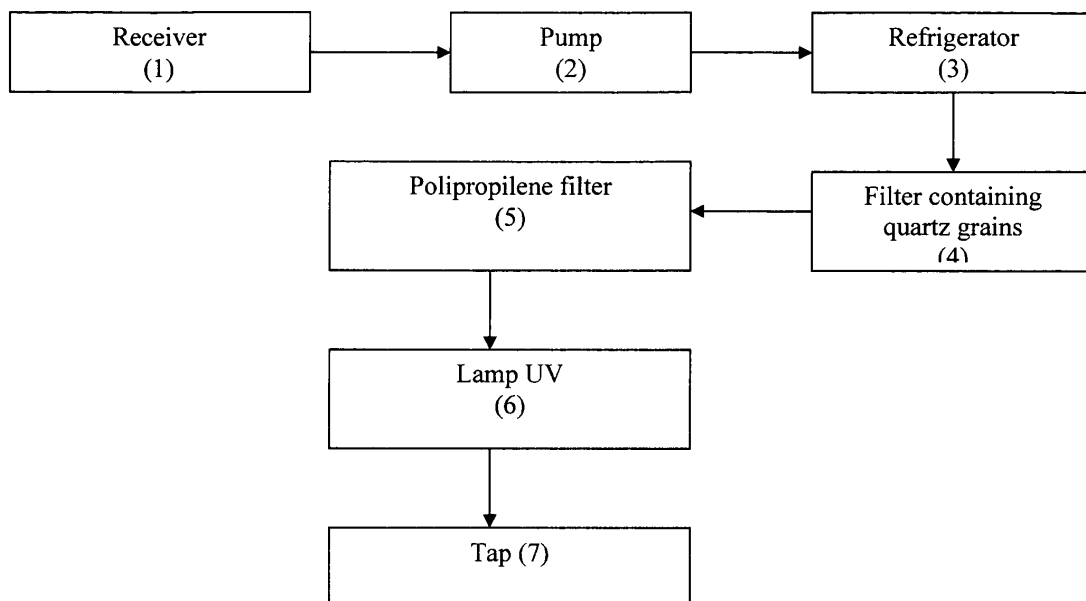 Receiver
(1)
Pump
(2)
Refrigerator
(3)
Filter containing
quartz grains
(4)
Polipropilene filter
(5)
Lamp UV
(6)
Tap (7)